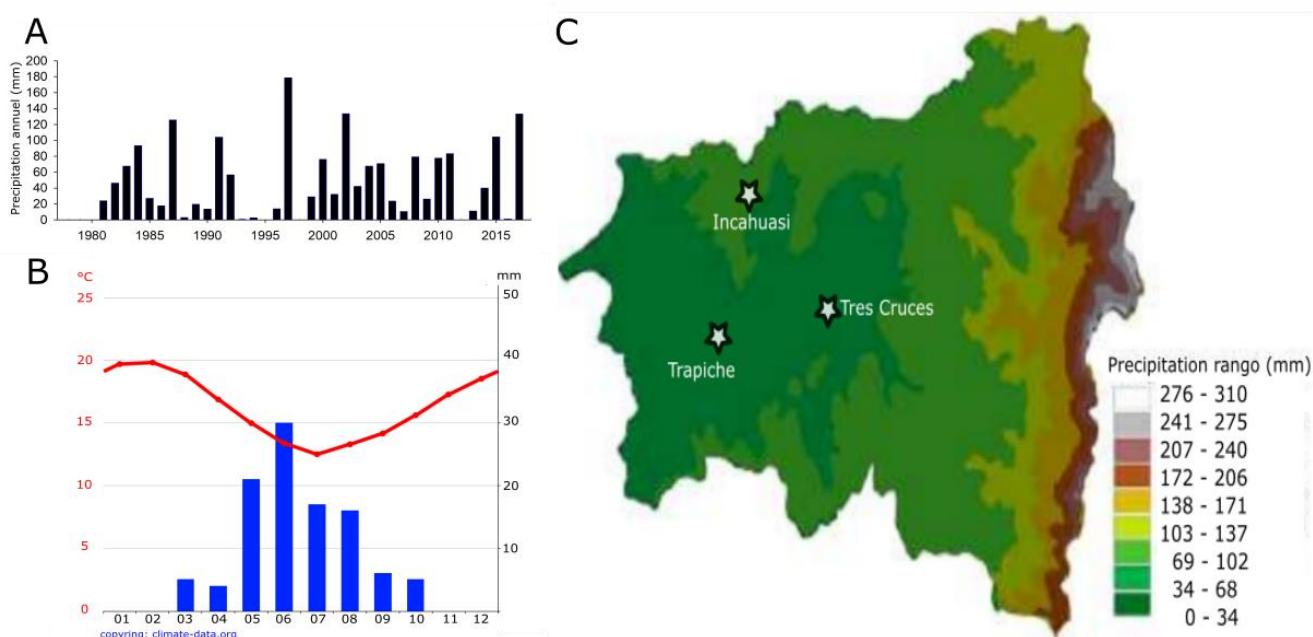 A
Precipitation annuel (mm)
200
180
160
140
120
100
80
60
40
20
0
1980 1985 1990 1995 2000 2005 2010 2015
B
°C
mm
25
20
15
10
5
0
50
40
30
20
10
01 02 03 04 05 06 07 08 09 10 11 12
copyring: climate-data.org
C
Incahuasi
Tres Cruces
Trapiche
Precipitation rango (mm)
276 - 310
241 - 275
207 - 240
172 - 206
138 - 171
103 - 137
69 - 102
34 - 68
0 - 34